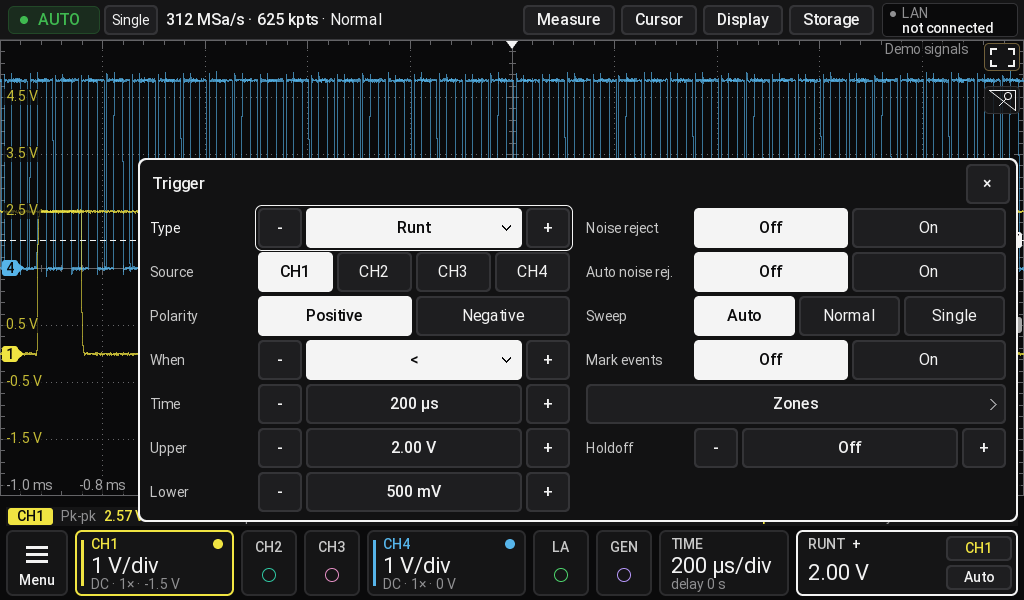 AUTO Single 312 MSa/s · 625 kpts · Normal Measure Cursor Display Storage LAN not connected
Demo signals
4.5 V
3.5 V
2.5 V
4
0.5 V
1
-0.5 V
-1.5 V
-1.0 ms -0.8 ms
Trigger ×
Type - Runt + Noise reject Off On
Source CH1 CH2 CH3 CH4 Auto noise rej. Off On
Polarity Positive Negative Sweep Auto Normal Single
When - < + Mark events Off On
Time - 200 µs + Zones
Upper - 2.00 V + Holdoff - Off +
Lower - 500 mV +
CH1 Pk-pk 2.57
Menu
CH1
1 V/div
DC · 1× · -1.5 V
CH2
CH3
CH4
1 V/div
DC · 1× · 0 V
LA
GEN
TIME
200 µs/div
delay 0 s
RUNT +
2.00 V
CH1
Auto